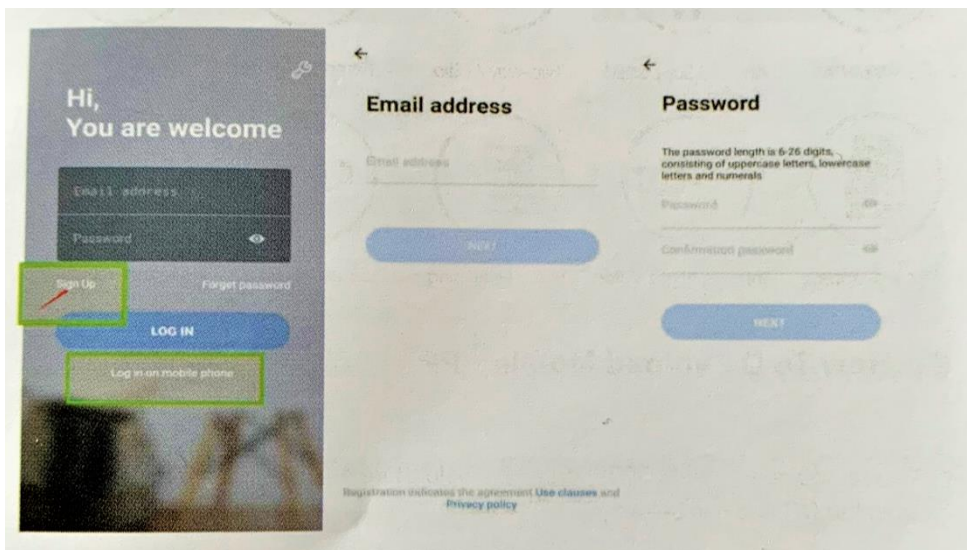 Hi,
You are welcome
Email address
Password
Sign Up
Forget password
LOG IN
Log in on mobile phone
Email address
Email address
NEXT
Registration indicates the agreement Use clauses and
Privacy policy
Password
The password length is 6-26 digits,
consisting of uppercase letters, lowercase
letters and numerals
Password
Confirmation password
NEXT